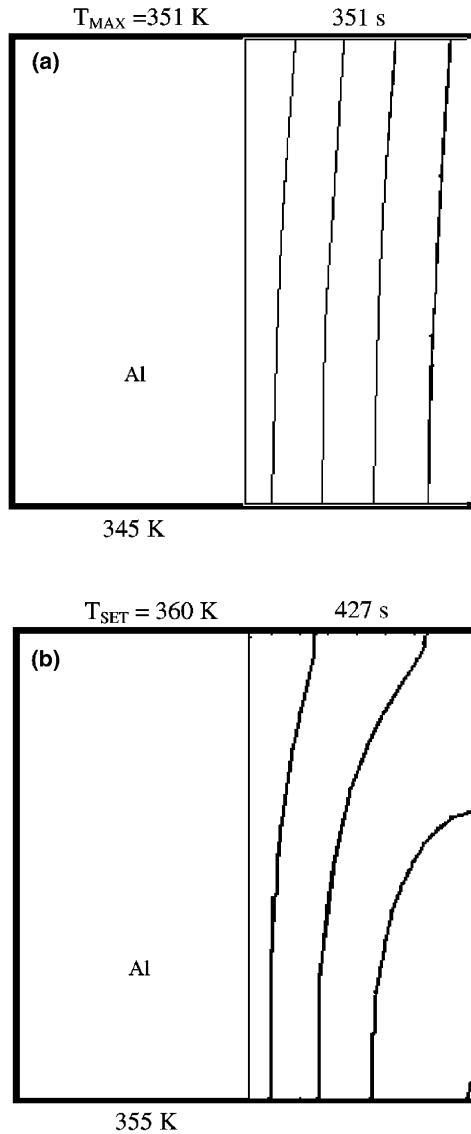 T_MAX =351 K 351 s
(a)
Al
345 K
T_SET = 360 K 427 s
(b)
Al
355 K